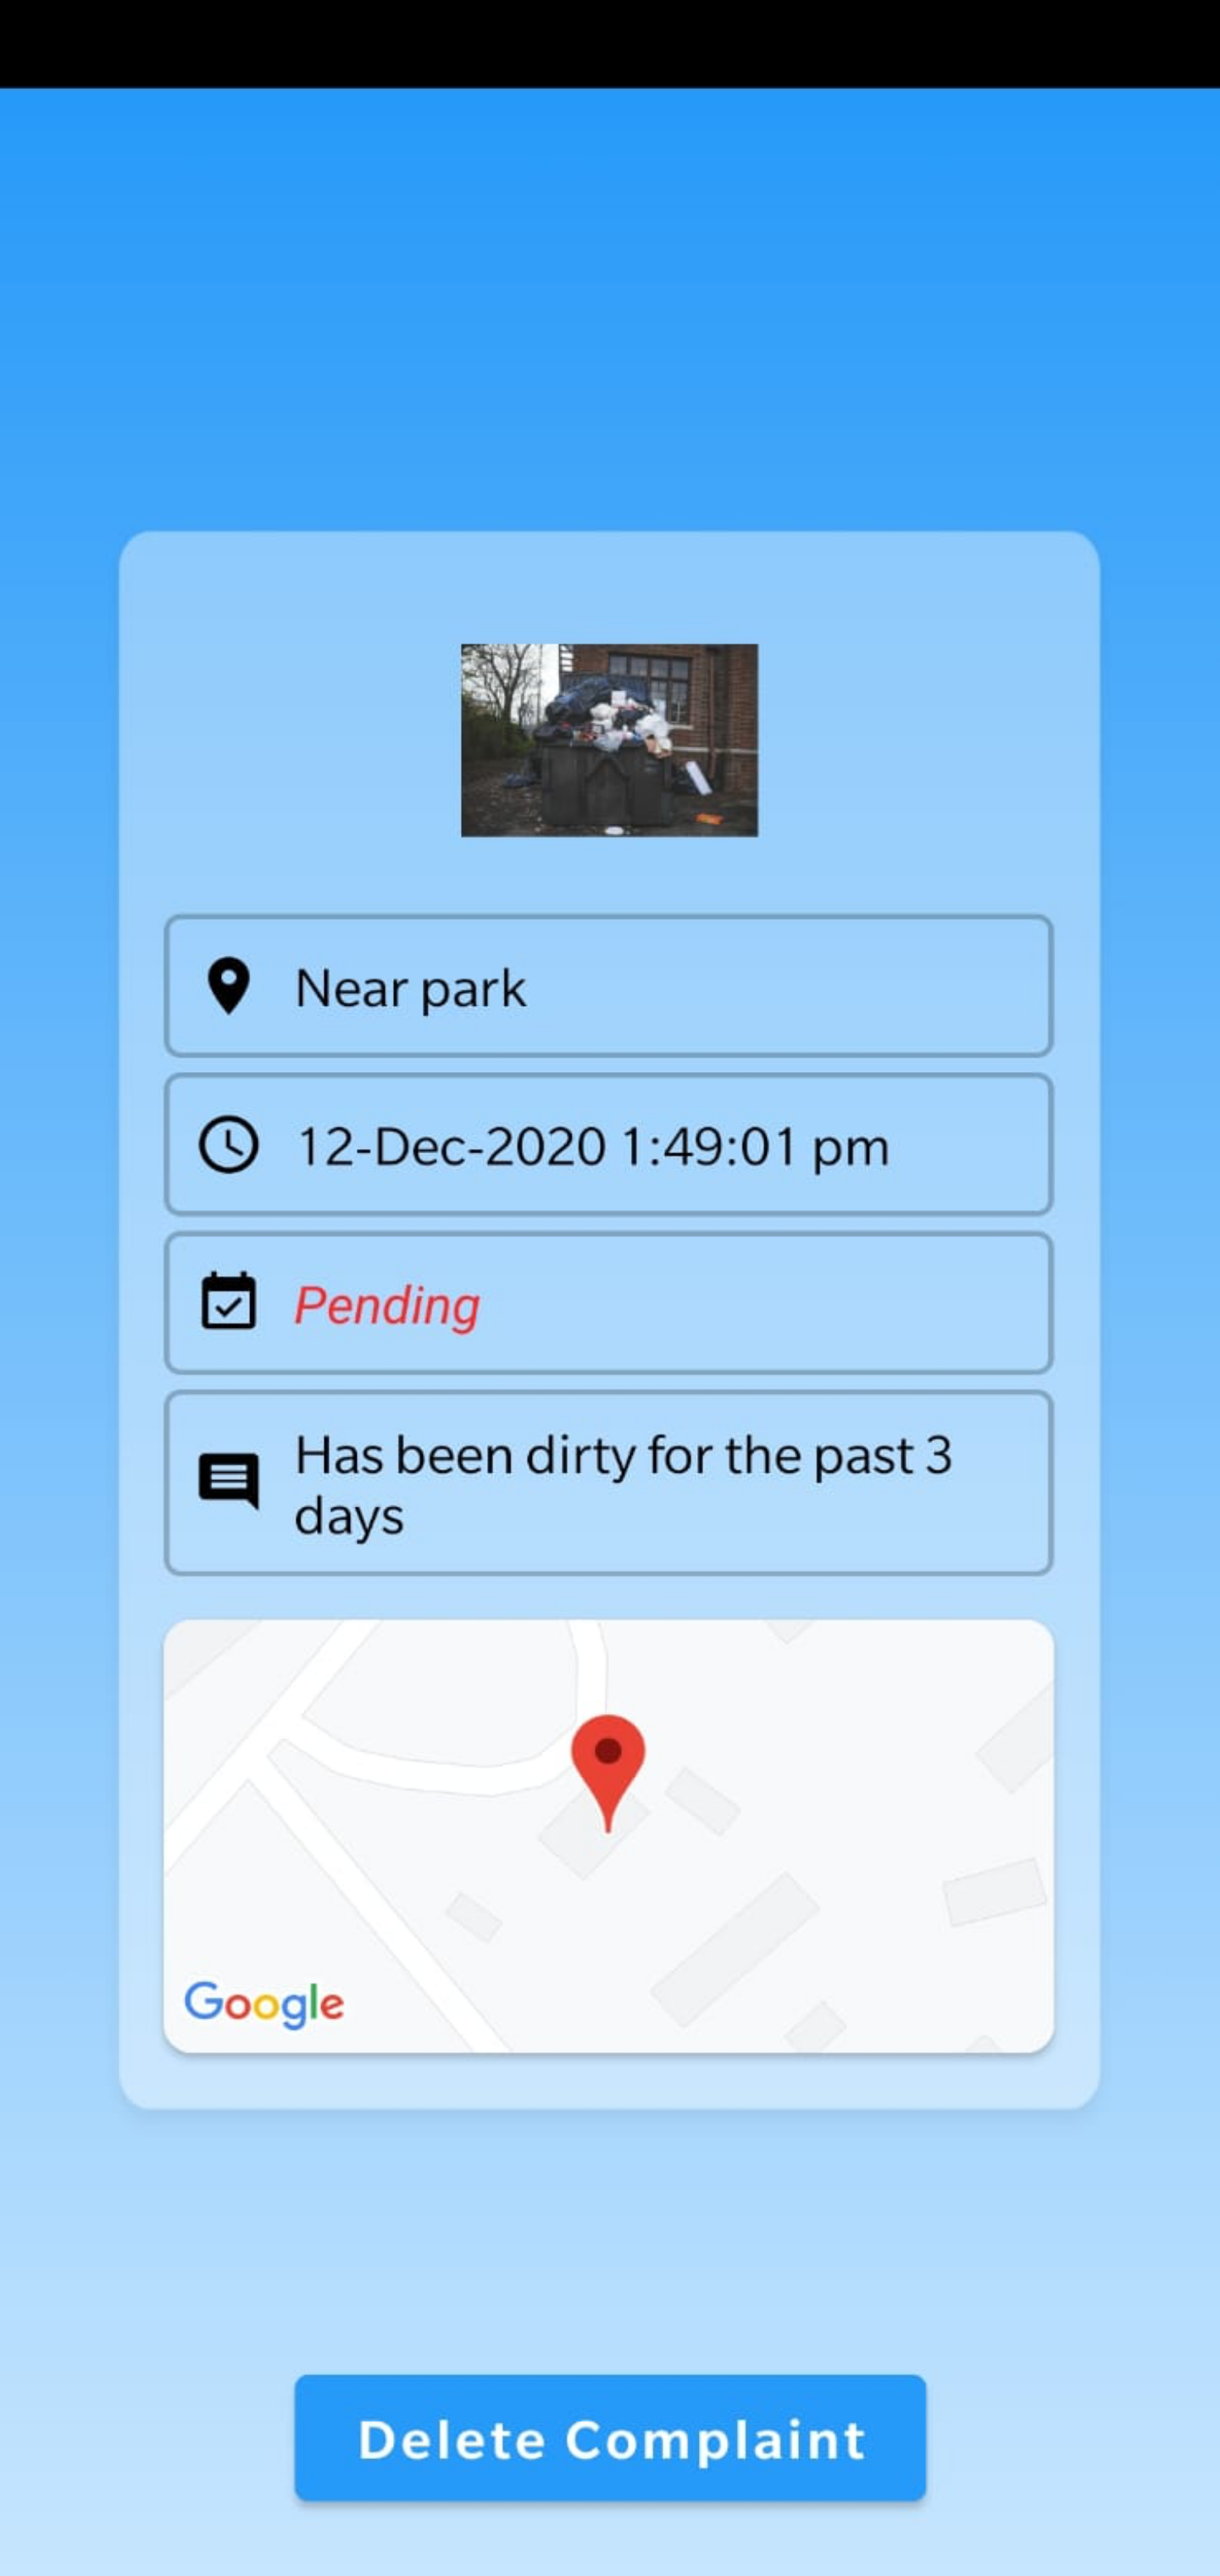 Near park
12-Dec-2020 1:49:01 pm
Pending
Has been dirty for the past 3
days
Google
Delete Complaint